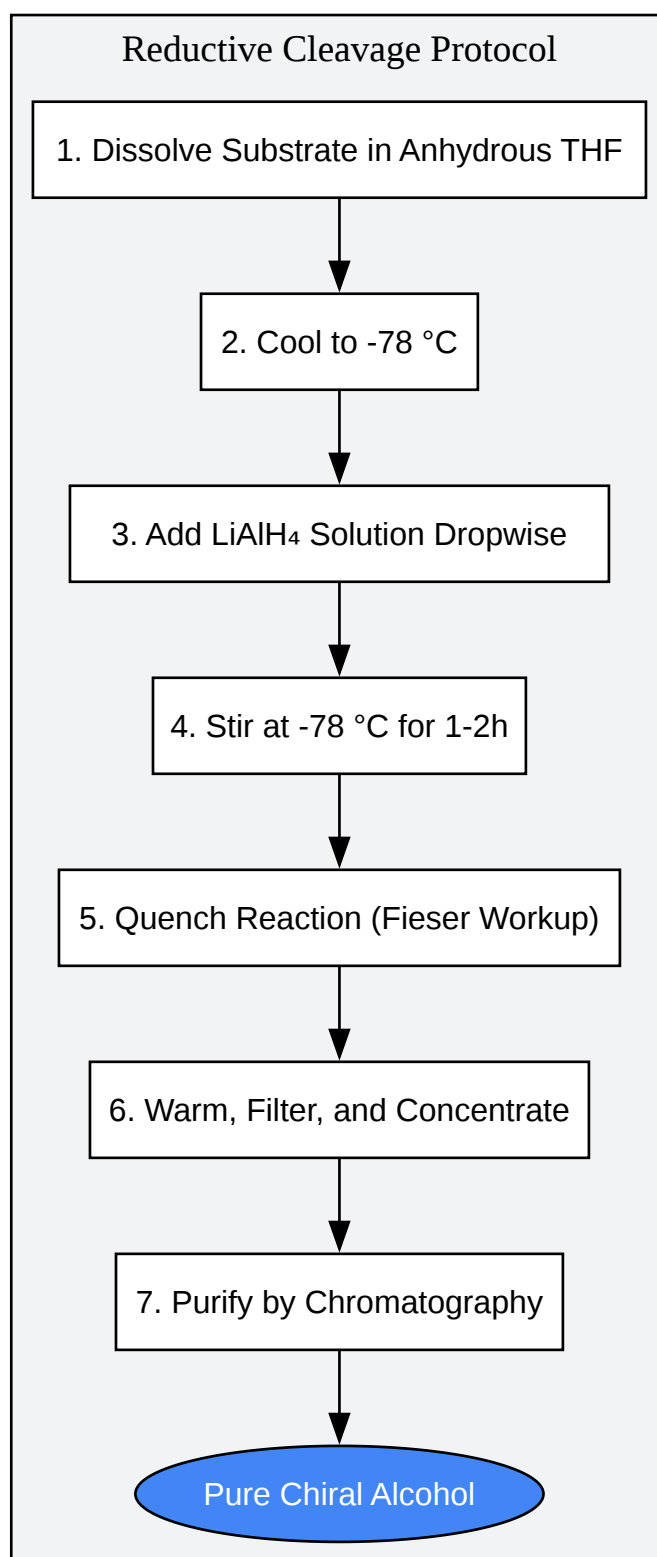 Reductive Cleavage Protocol
1. Dissolve Substrate in Anhydrous THF
2. Cool to -78 °C
3. Add LiAlH₄ Solution Dropwise
4. Stir at -78 °C for 1-2h
5. Quench Reaction (Fieser Workup)
6. Warm, Filter, and Concentrate
7. Purify by Chromatography
Pure Chiral Alcohol